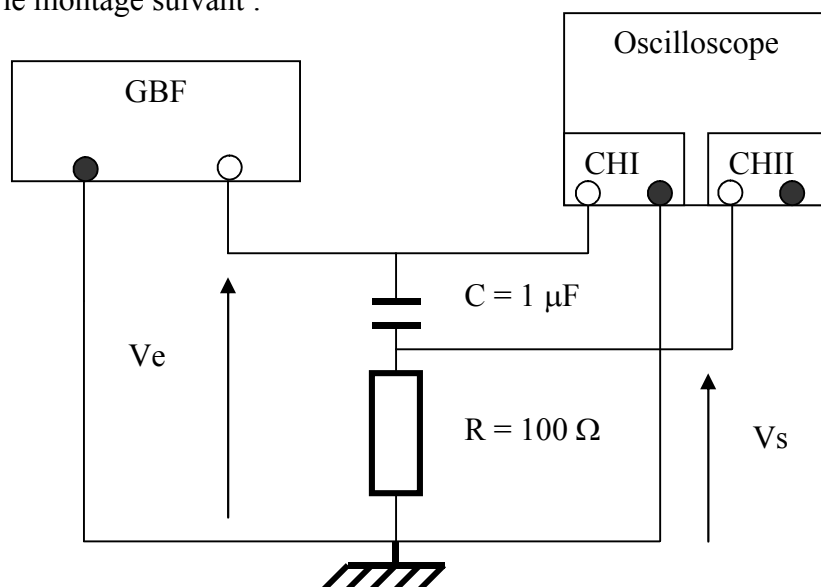 le montage suivant :
Oscilloscope
GBF
CHI
CHII
C = 1 μF
Ve
R = 100 Ω
Vs